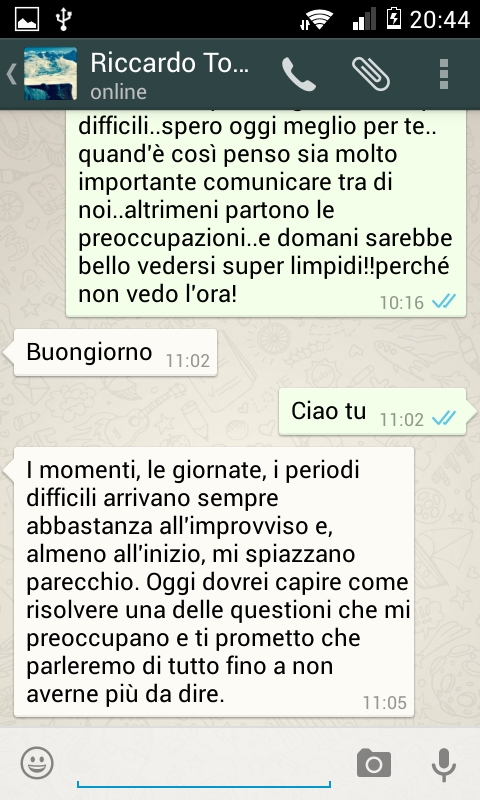 20:44
Riccardo To...
online
difficili..spero oggi meglio per te..
quand'è così penso sia molto
importante comunicare tra di
noi..altrimeni partono le
preoccupazioni..e domani sarebbe
bello vedersi super limpidi!!perché
non vedo l'ora!
10:16
Buongiorno
11:02
Ciao tu
11:02
I momenti, le giornate, i periodi
difficili arrivano sempre
abbastanza all'improvviso e,
almeno all'inizio, mi spiazzano
parecchio. Oggi dovrei capire come
risolvere una delle questioni che mi
preoccupano e ti prometto che
parleremo di tutto fino a non
averne più da dire.
11:05